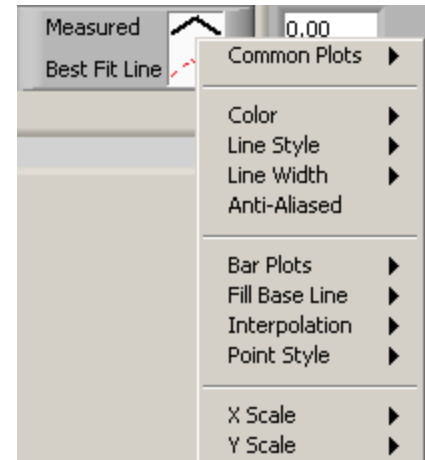 Measured
0.00
Best Fit Line
Common Plots
Color
Line Style
Line Width
Anti-Aliased
Bar Plots
Fill Base Line
Interpolation
Point Style
X Scale
Y Scale